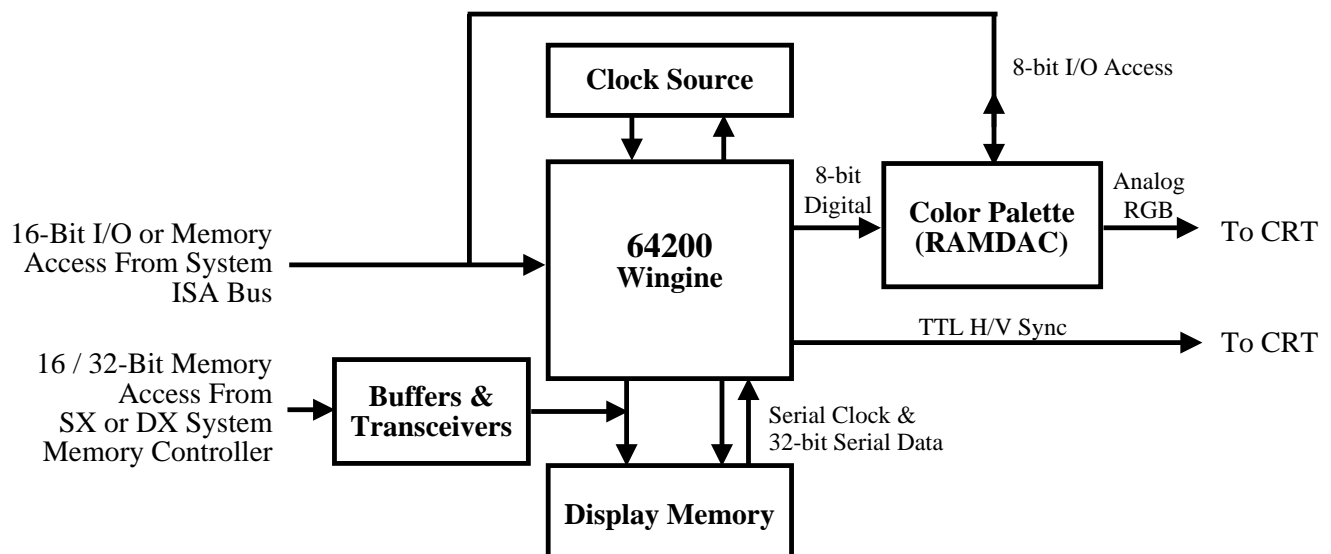 8-bit I/O Access
Clock Source
8-bit
Digital
Color Palette
(RAMDAC)
Analog
RGB
To CRT
16-Bit I/O or Memory
Access From System
ISA Bus
64200
Wingine
TTL H/V Sync
To CRT
16 / 32-Bit Memory
Access From
SX or DX System
Memory Controller
Buffers &
Transceivers
Serial Clock &
32-bit Serial Data
Display Memory